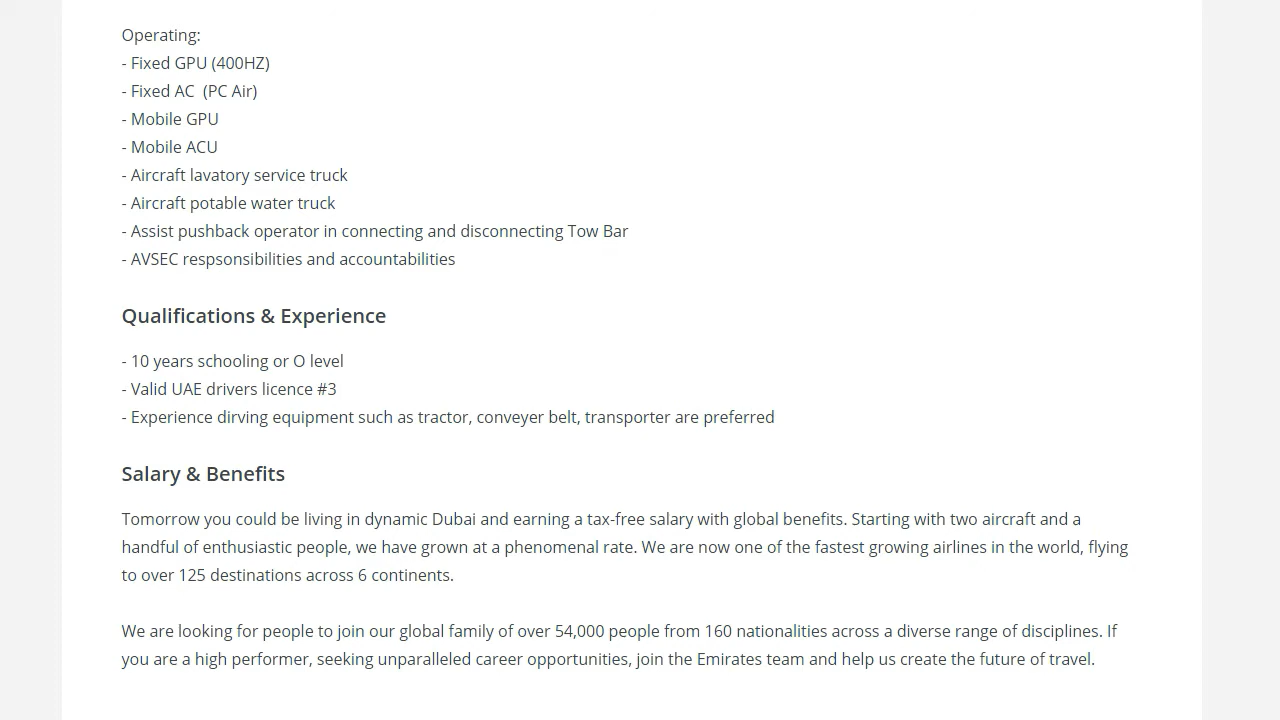 Operating:
- Fixed GPU (400HZ)
- Fixed AC  (PC Air)
- Mobile GPU
- Mobile ACU
- Aircraft lavatory service truck
- Aircraft potable water truck
- Assist pushback operator in connecting and disconnecting Tow Bar
- AVSEC respsonsibilities and accountabilities
Qualifications & Experience
- 10 years schooling or O level
- Valid UAE drivers licence #3
- Experience dirving equipment such as tractor, conveyer belt, transporter are preferred
Salary & Benefits
Tomorrow you could be living in dynamic Dubai and earning a tax-free salary with global benefits. Starting with two aircraft and a
handful of enthusiastic people, we have grown at a phenomenal rate. We are now one of the fastest growing airlines in the world, flying
to over 125 destinations across 6 continents.
We are looking for people to join our global family of over 54,000 people from 160 nationalities across a diverse range of disciplines. If
you are a high performer, seeking unparalleled career opportunities, join the Emirates team and help us create the future of travel.